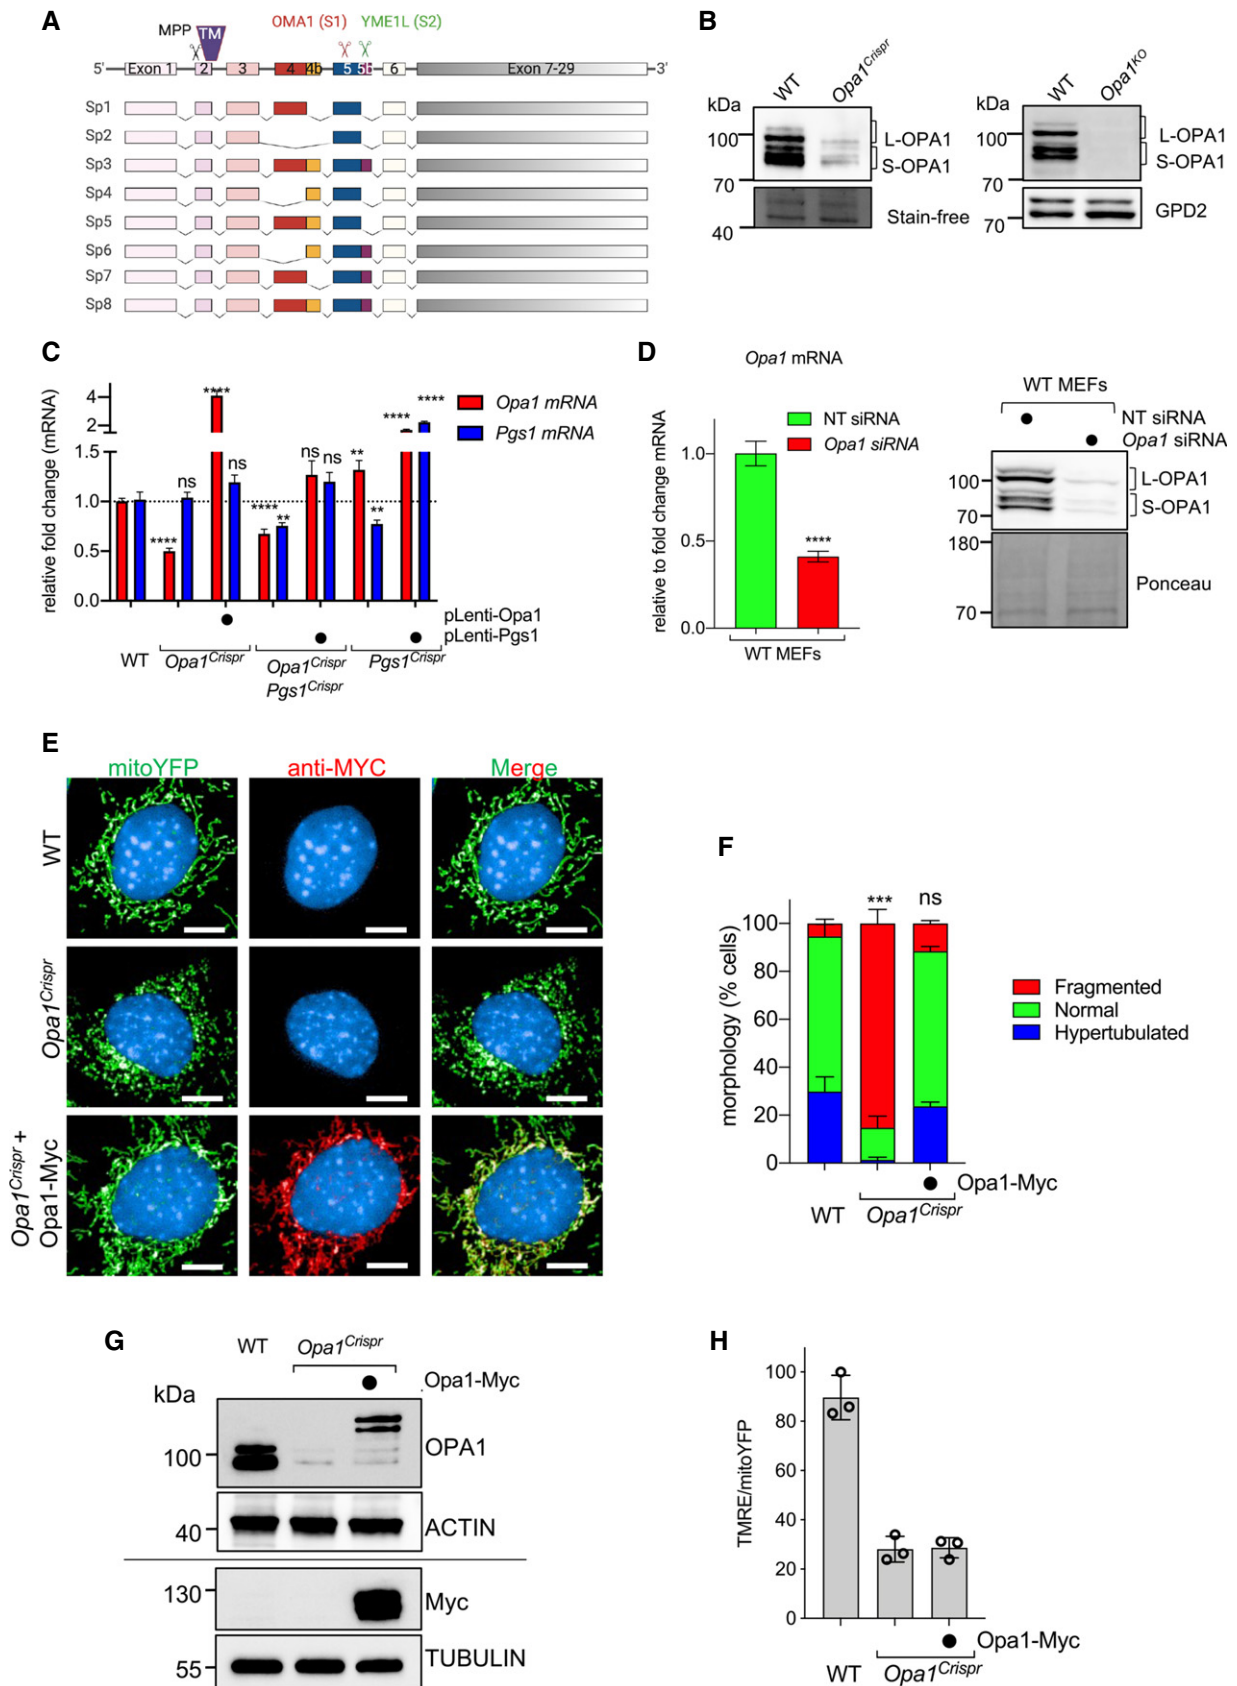 A
MPP
TM
OMA1 (S1)
YME1L (S2)
5'
Exon 1
2
3
4
4b
5
5b
6
Exon 7-29
3'
Sp1
Sp2
Sp3
Sp4
Sp5
Sp6
Sp7
Sp8
B
kDa
WT
Opa1Crispr
100
L-OPA1
S-OPA1
70
Stain-free
40
kDa
WT
Opa1KO
100
L-OPA1
S-OPA1
70
GPD2
70
C
relative fold change (mRNA)
4
2
1.5
1.0
0.5
0.0
****
ns
****
ns
****
**
ns
ns
**
**
****
****
Opa1 mRNA
Pgs1 mRNA
pLenti-Opa1
pLenti-Pgs1
WT
Opa1Crispr
Opa1Crispr
Pgs1Crispr
Pgs1Crispr
D
Opa1 mRNA
relative to fold change mRNA
1.0
0.5
0.0
NT siRNA
Opa1 siRNA
****
WT MEFs
WT MEFs
NT siRNA
Opa1 siRNA
100
L-OPA1
S-OPA1
70
180
Ponceau
70
E
mitoYFP
anti-MYC
Merge
WT
Opa1Crispr
Opa1Crispr +
Opa1-Myc
F
morphology (% cells)
100
80
60
40
20
0
***
ns
Fragmented
Normal
Hypertubulated
Opa1-Myc
WT
Opa1Crispr
G
WT
Opa1Crispr
Opa1-Myc
kDa
100
OPA1
40
ACTIN
130
Myc
55
TUBULIN
H
TMRE/mitoYFP
100
80
60
40
20
0
Opa1-Myc
WT
Opa1Crispr